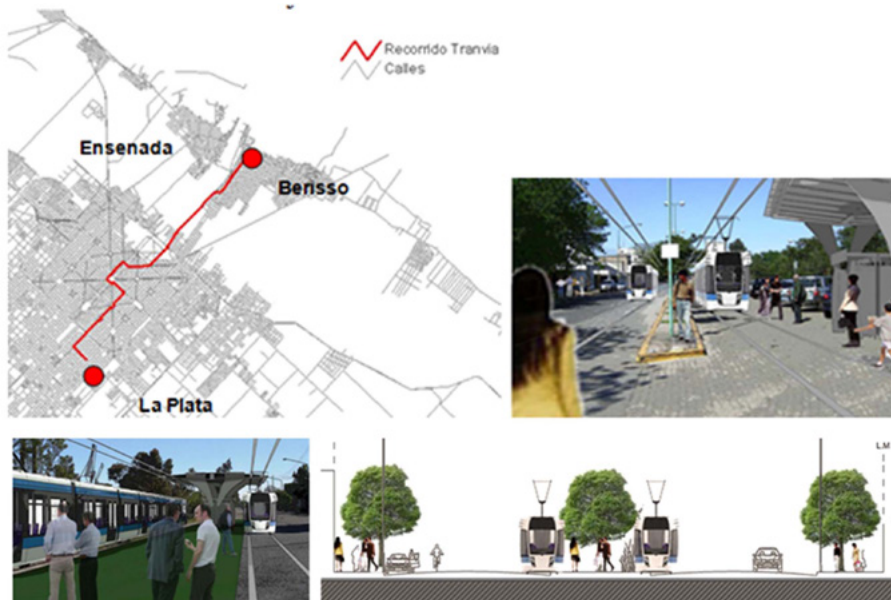 Recorrido Tranvia
Calles
Ensenada
Berisso
La Plata
L.M